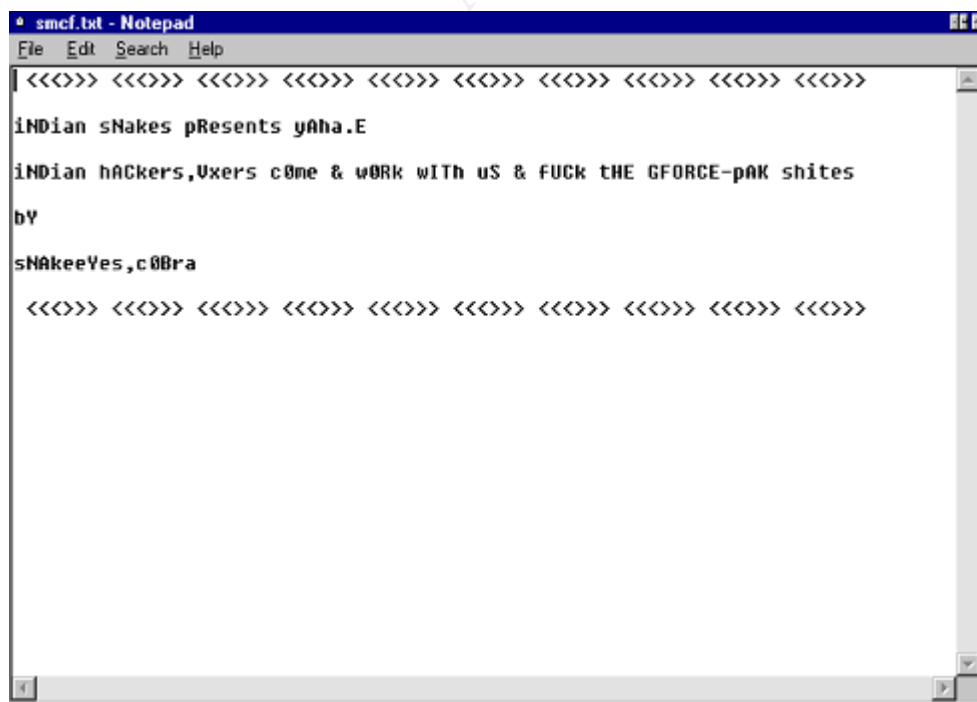 smcf.txt - Notepad
File Edit Search Help
<<<>>> <<<>>> <<<>>> <<<>>> <<<>>> <<<>>> <<<>>> <<<>>> <<<>>> <<<>>>
iNDian sNakes pResents yAha.E
iNDian hACkers,Vxers c0me & w0Rk wITh uS & fUCk tHE GFORCE-pAK shites
bY
sNAkeeYes,c0Bra
<<<>>> <<<>>> <<<>>> <<<>>> <<<>>> <<<>>> <<<>>> <<<>>> <<<>>> <<<>>>